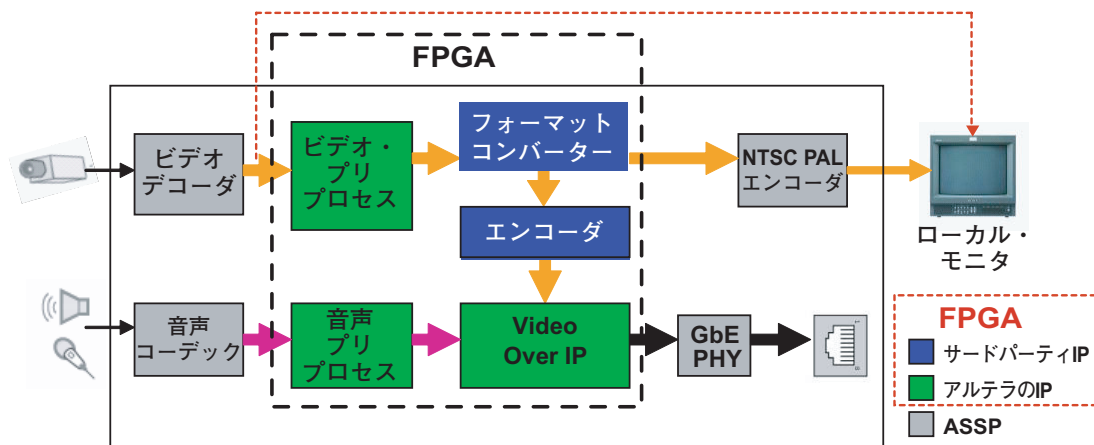 FPGA
ビデオ
デコーダ
ビデオ・
プリ
プロセス
フォーマット
コンバーター
NTSC PAL
エンコーダ
ローカル・
モニタ
エンコーダ
音声
コーデック
音声
プリ
プロセス
Video
Over IP
GbE
PHY
FPGA
サードパーティIP
アルテラのIP
ASSP